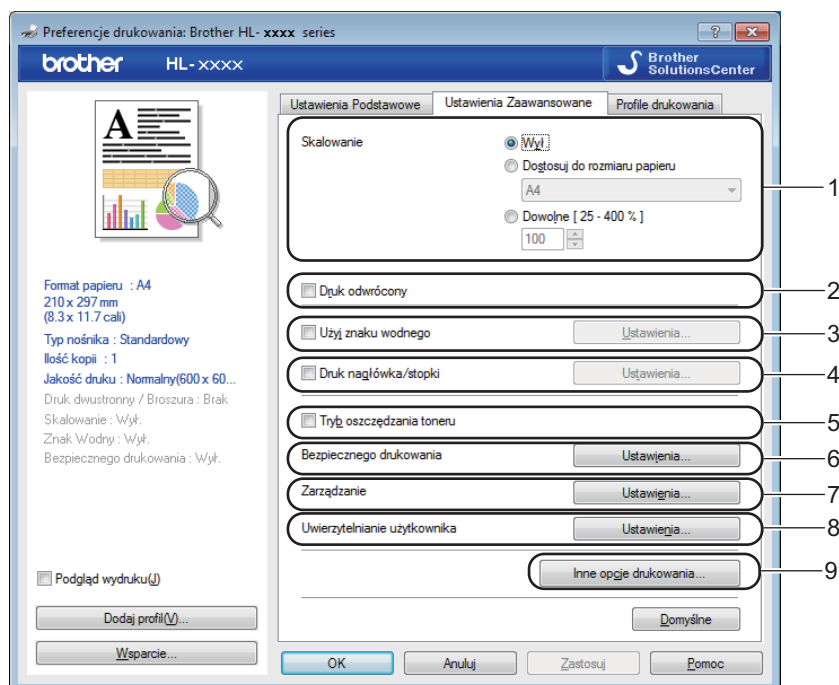 Preferencje drukowania: Brother HL- xxxx series
brother HL-xxxx
Brother
SolutionsCenter
A
Format papieru : A4
210 x 297 mm
(8.3 x 11.7 cali)
Typ nośnika : Standardowy
Ilość kopii : 1
Jakość druku : Normalny(600 x 60...
Druk dwustronny / Broszura : Brak
Skalowanie : Wył.
Znak Wodny : Wył.
Bezpiecznego drukowania : Wył.
Podgląd wydruku(J)
Dodaj profil(V)...
Wsparcie...
Ustawienia Podstawowe Ustawienia Zaawansowane Profile drukowania
Skalowanie
Wył.
Dostosuj do rozmiaru papieru
A4
Dowolne [ 25 - 400 % ]
100
1
Druk odwrócony 2
Użyj znaku wodnego Ustawienia... 3
Druk nagłówka/stopki Ustawienia... 4
Tryb oszczędzania toneru 5
Bezpiecznego drukowania Ustawienia... 6
Zarządzanie Ustawienia... 7
Uwierzytelnianie użytkownika Ustawienia... 8
Inne opcje drukowania... 9
Domyślne
OK Anuluj Zastosuj Pomoc